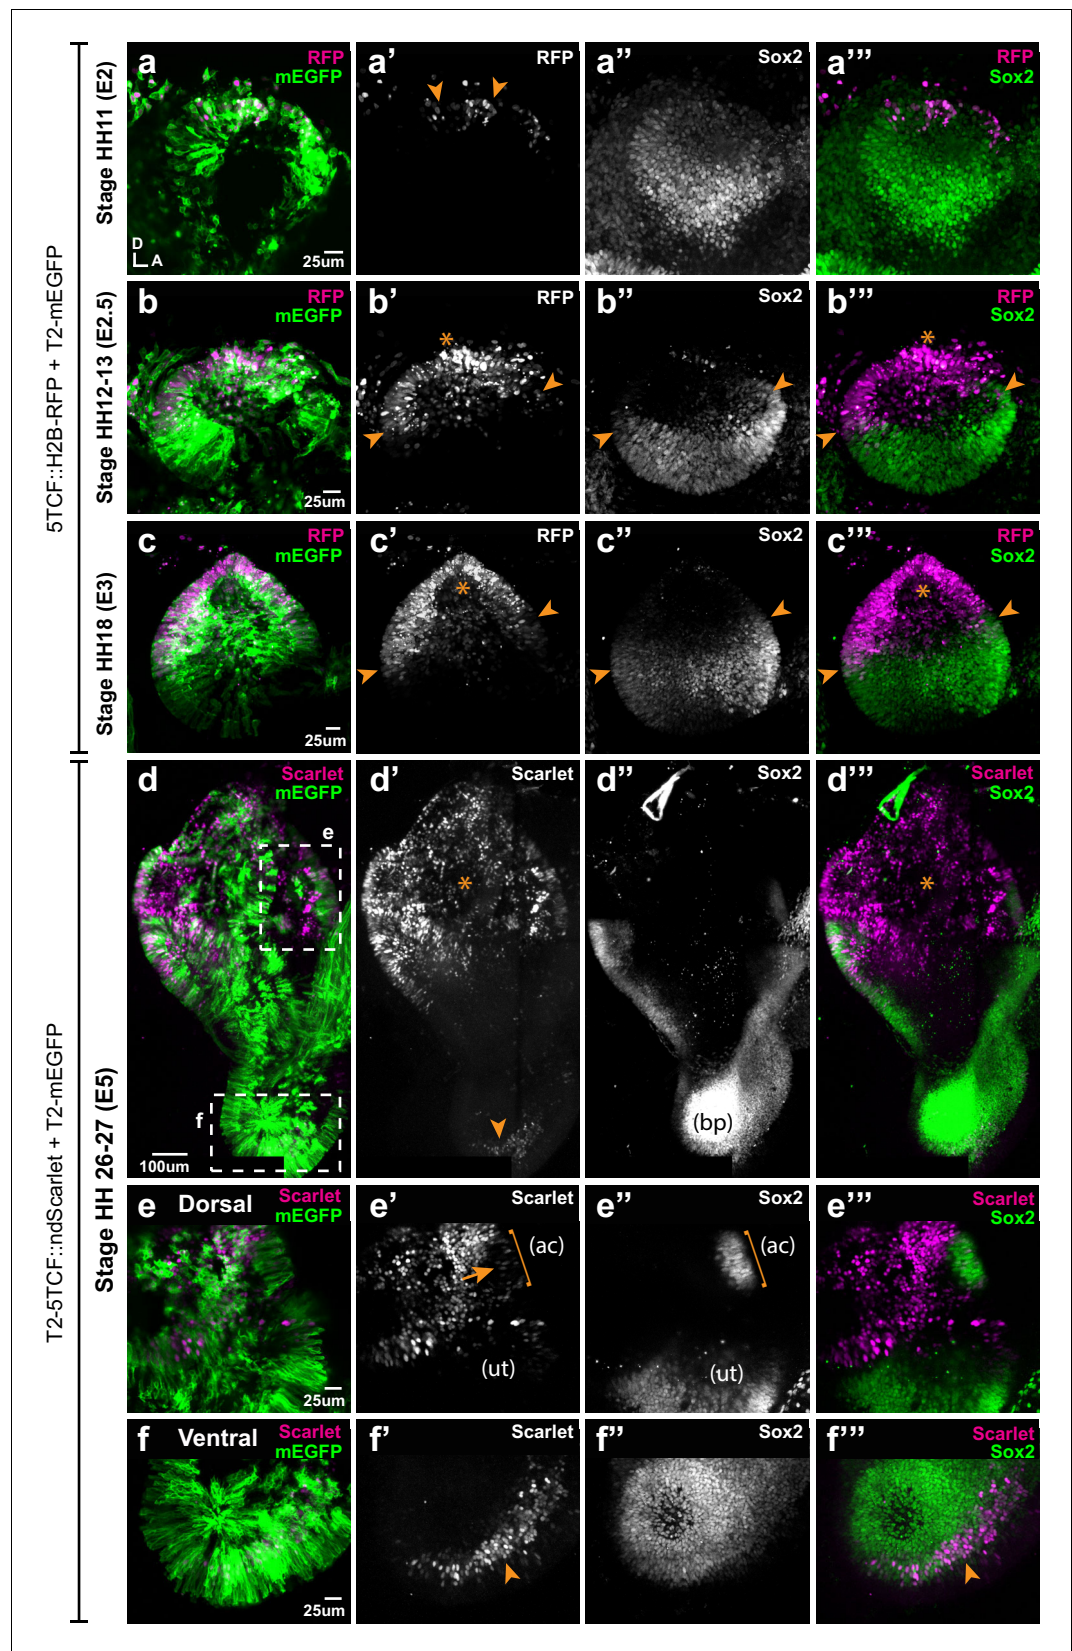 5TCF::H2B-RFP + T2-mEGFP
Stage HH11 (E2)
a
RFP
mEGFP
D
A
25um
a'
RFP
a''
Sox2
a'''
RFP
Sox2
Stage HH12-13 (E2.5)
b
RFP
mEGFP
25um
b'
RFP
*
b''
Sox2
b'''
RFP
Sox2
*
Stage HH18 (E3)
c
RFP
mEGFP
25um
c'
RFP
*
c''
Sox2
c'''
RFP
Sox2
*
T2-5TCF::ndScarlet + T2-mEGFP
Stage HH 26-27 (E5)
d
Scarlet
mEGFP
e
f
100um
d'
Scarlet
*
d''
Sox2
(bp)
d'''
Scarlet
Sox2
*
e
Dorsal
Scarlet
mEGFP
25um
e'
Scarlet
(ac)
(ut)
e''
Sox2
(ac)
(ut)
e'''
Scarlet
Sox2
f
Ventral
Scarlet
mEGFP
25um
f'
Scarlet
f''
Sox2
f'''
Scarlet
Sox2